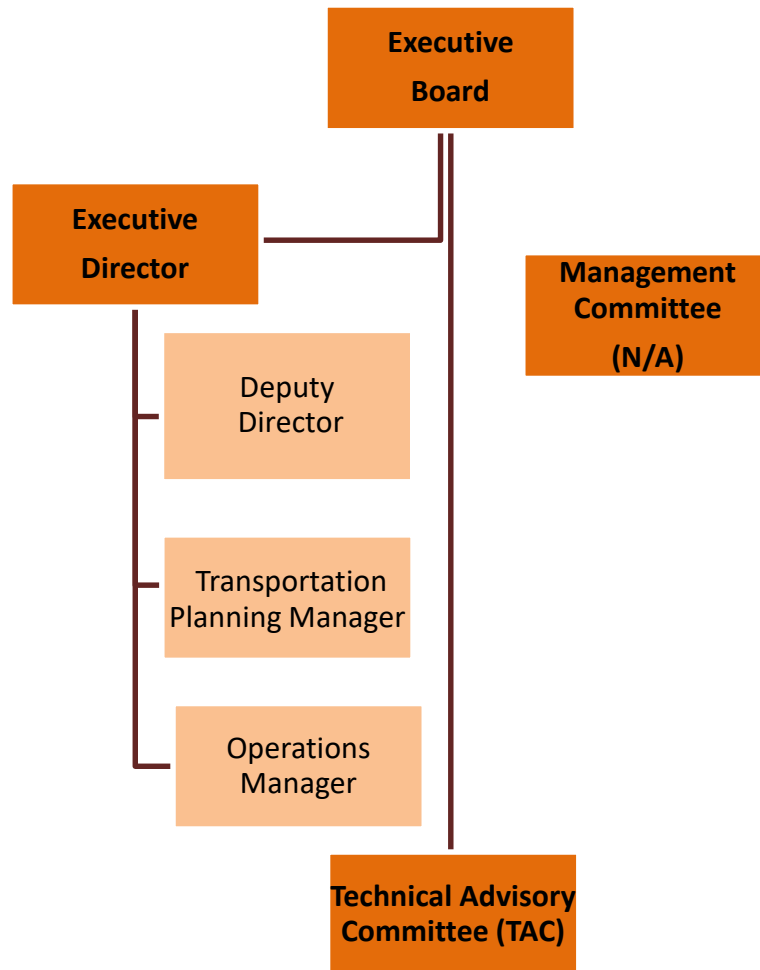 Executive
Board
Executive
Director
Management
Committee
(N/A)
Deputy
Director
Transportation
Planning Manager
Operations
Manager
Technical Advisory
Committee (TAC)